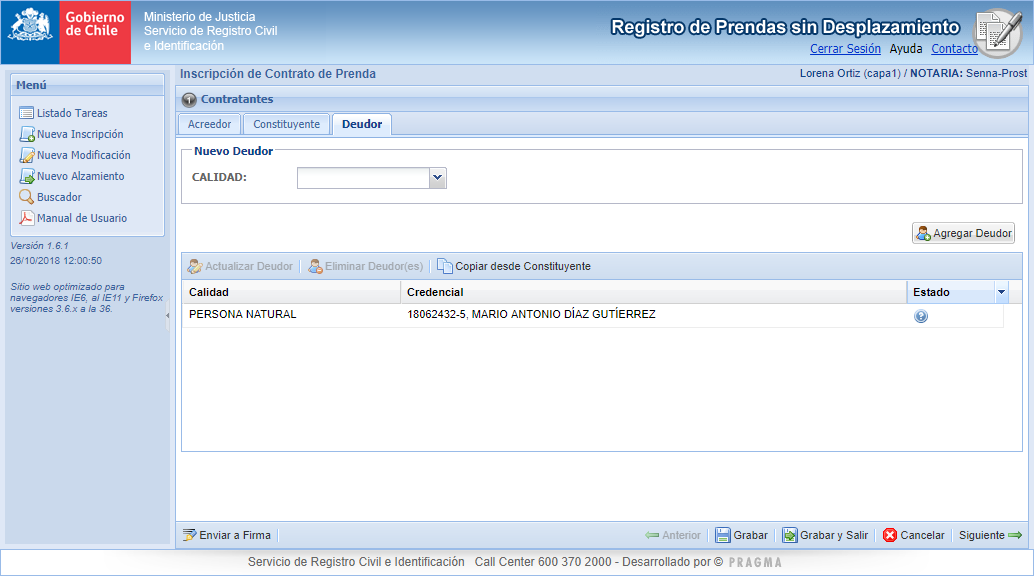 Gobierno
de Chile
Ministerio de Justicia
Servicio de Registro Civil
e Identificación
Registro de Prendas sin Desplazamiento
Cerrar Sesión Ayuda Contacto
Menú
Listado Tareas
Nueva Inscripción
Nueva Modificación
Nuevo Alzamiento
Buscador
Manual de Usuario
Versión 1.6.1
26/10/2018 12:00:50
Sitio web optimizado para
navegadores IE6, al IE11 y Firefox
versiones 3.6.x a la 36.
Inscripción de Contrato de Prenda
Lorena Ortiz (capa1) / NOTARIA: Senna-Prost
Contratantes
Acreedor Constituyente Deudor
Nuevo Deudor
CALIDAD:
Agregar Deudor
Actualizar Deudor Eliminar Deudor(es) Copiar desde Constituyente
Calidad Credencial Estado
PERSONA NATURAL 18062432-5, MARIO ANTONIO DÍAZ GUTÍERREZ
Enviar a Firma Anterior Grabar Grabar y Salir Cancelar Siguiente
Servicio de Registro Civil e Identificación Call Center 600 370 2000 - Desarrollado por © PRAGMA